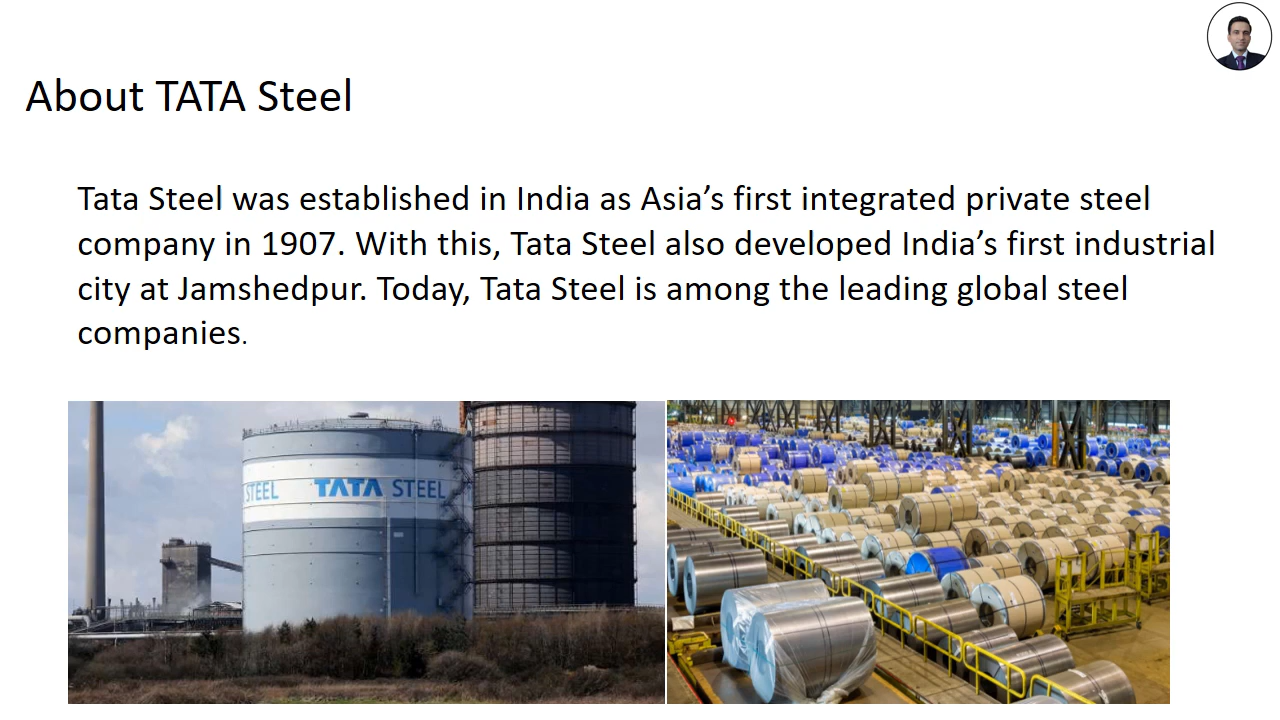 About TATA Steel
Tata Steel was established in India as Asia’s first integrated private steel
company in 1907. With this, Tata Steel also developed India’s first industrial
city at Jamshedpur. Today, Tata Steel is among the leading global steel
companies.
STEEL TATA STEEL